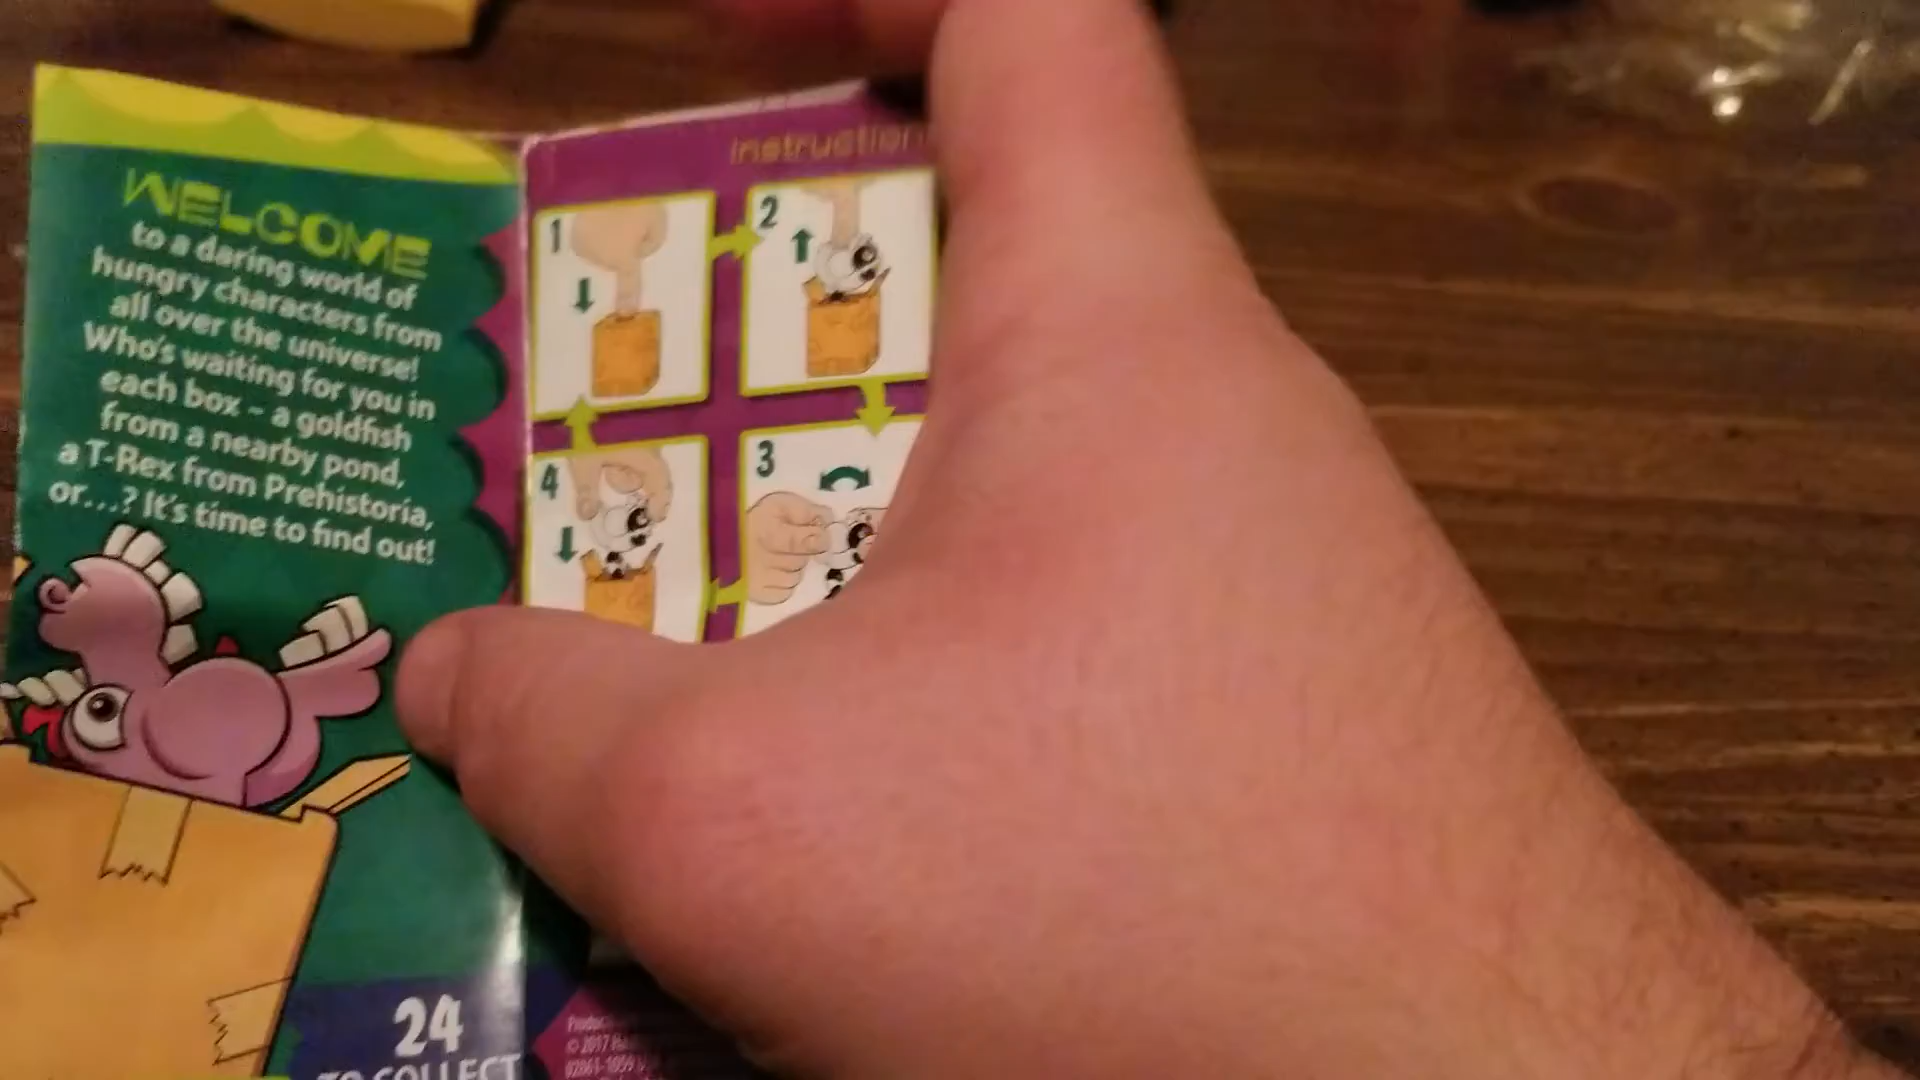 WELCOME
to a daring world of
hungry characters from
all over the universe!
Who's waiting for you in
each box – a goldfish
from a nearby pond,
a T-Rex from Prehistoria,
or...? It's time to find out!
24
TO COLLECT
Instruction
1
2
4
3
© 2017